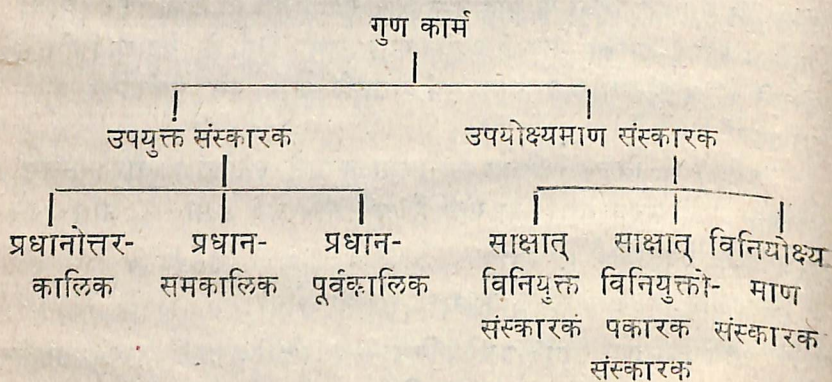 गुण कार्म
उपयुक्त संस्कारक
उपयोक्ष्यमाण संस्कारक
प्रधानोत्तर-
कालिक
प्रधान-
समकालिक
प्रधान-
पूर्वकालिक
साक्षात्
विनियुक्त
संस्कारकं
साक्षात्
विनियुक्तो-
पकारक
संस्कारक
विनियोक्ष्य
माण
संस्कारक